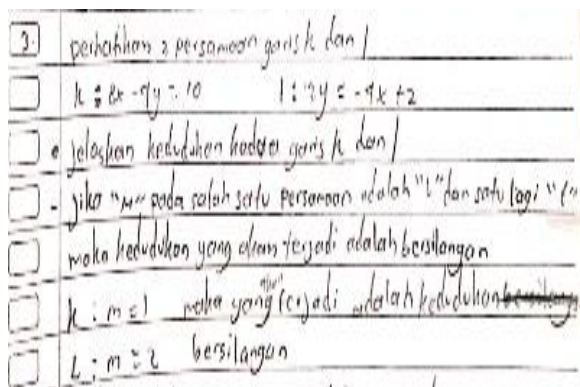 3. perhatikan 2 persamaan garis k dan l
k : 8x - 4y = 10 l : 2y = -4x + 2
jelaskan kedudukan kedua garis k dan l
- jika "M" pada salah satu persamaan adalah "1" dan satu lagi
maka kedudukan yang akan terjadi adalah bersilangan
k : m = 1 maka yang akan terjadi adalah kedudukan bersilang
L : m = 2 bersilangan